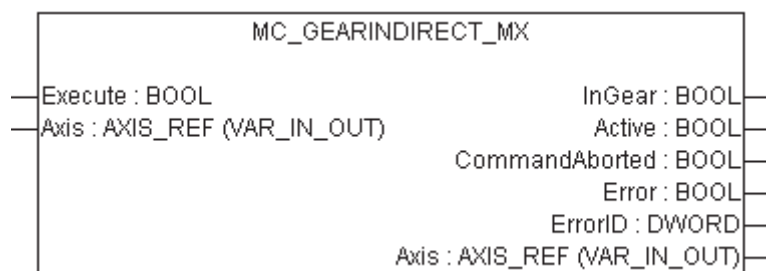 MC_GEARINDIRECT_MX
Execute : BOOL InGear : BOOL
Axis : AXIS_REF (VAR_IN_OUT) Active : BOOL
CommandAborted : BOOL
Error : BOOL
ErrorID : DWORD
Axis : AXIS_REF (VAR_IN_OUT)